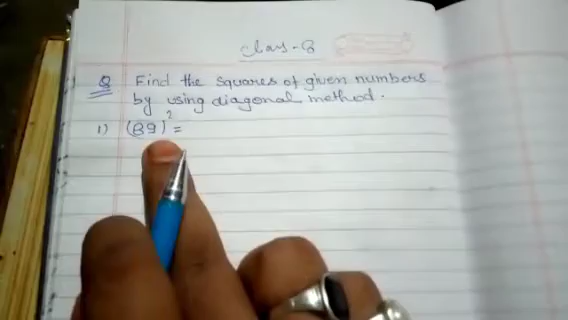 Class-8
Q Find the squares of given numbers
by using diagonal method.
1) (89)² =